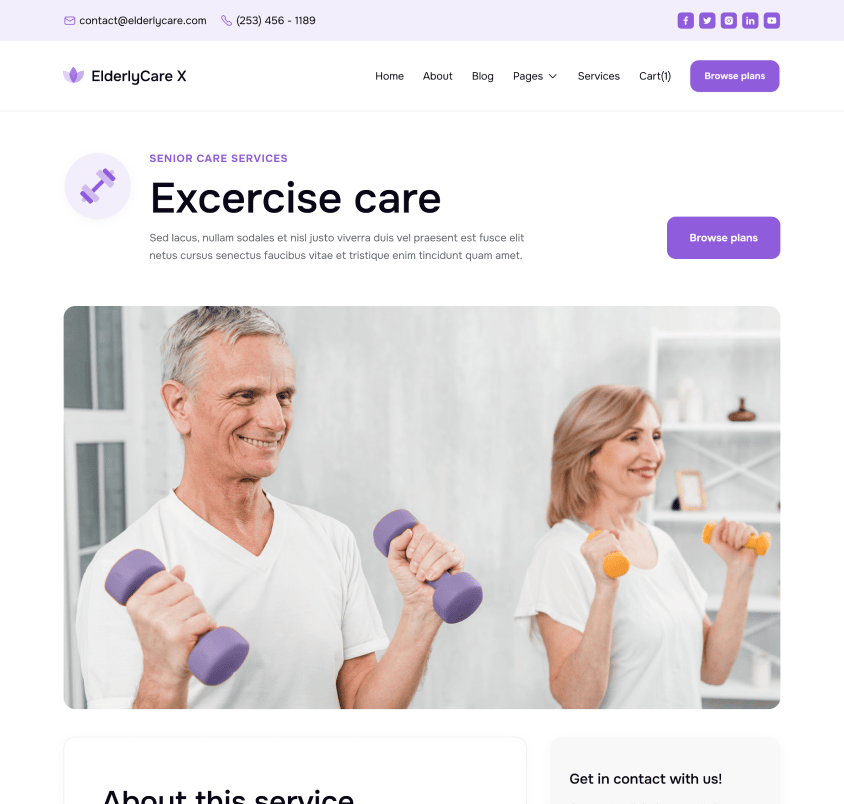 contact@elderlycare.com (253) 456 - 1189
ElderlyCare X Home About Blog Pages Services Cart(1) Browse plans
SENIOR CARE SERVICES
Excercise care
Sed lacus, nullam sodales et nisl justo viverra duis vel praesent est fusce elit
netus cursus senectus faucibus vitae et tristique enim tincidunt quam amet.
Browse plans
About this service
Get in contact with us!